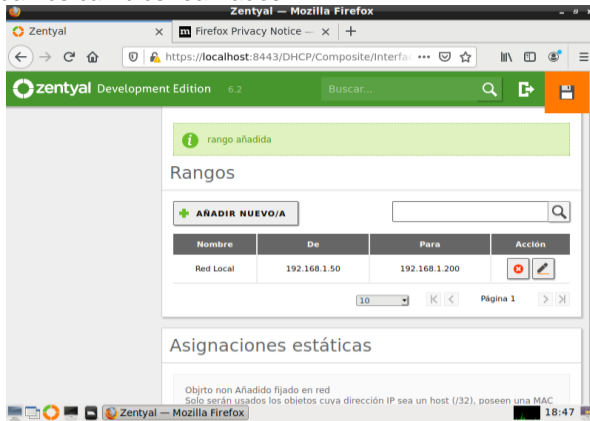 Zentyal — Mozilla Firefox
Zentyal
Firefox Privacy Notice —
https://localhost:8443/DHCP/Composite/Interfa
zentyal Development Edition 6.2
Buscar...
rango añadida
Rangos
AÑADIR NUEVO/A
Nombre De Para Acción
Red Local 192.168.1.50 192.168.1.200
10 Página 1
Asignaciones estáticas
Objrto non Añadido fijado en red
Solo serán usados los objetos cuya dirección IP sea un host (/32), poseen una MAC
Zentyal — Mozilla Firefox 18:47